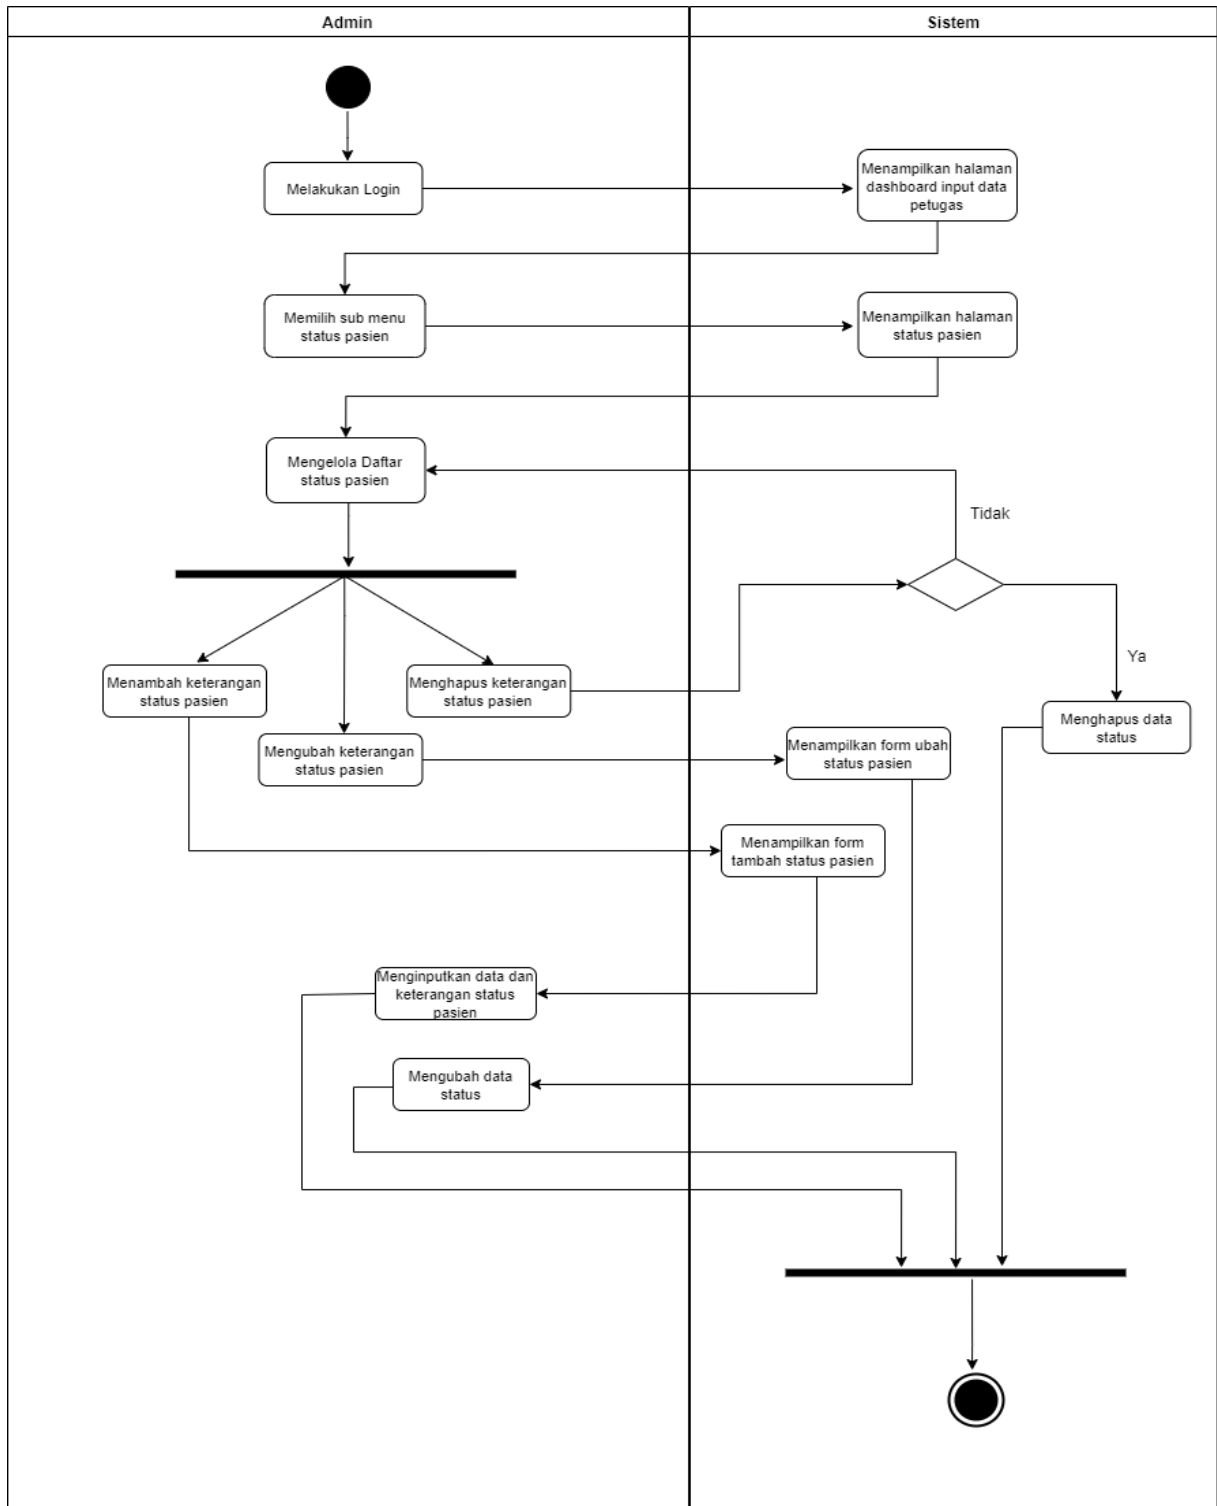 Admin
Sistem
Melakukan Login
Menampilkan halaman
dashboard input data
petugas
Memilih sub menu
status pasien
Menampilkan halaman
status pasien
Mengelola Daftar
status pasien
Tidak
Ya
Menambah keterangan
status pasien
Menghapus keterangan
status pasien
Menghapus data
status
Mengubah keterangan
status pasien
Menampilkan form ubah
status pasien
Menampilkan form
tambah status pasien
Menginputkan data dan
keterangan status
pasien
Mengubah data
status